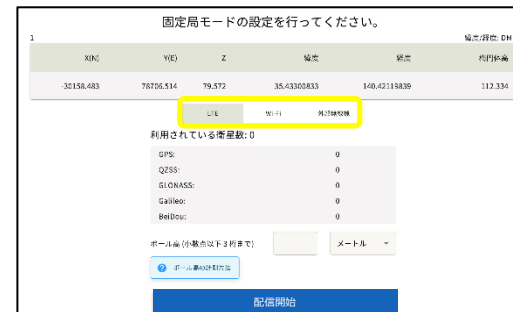 固定局モードの設定を行ってください。
1
緯度/経度: DM
X(N) Y(E) Z 緯度 経度 楕円体高
-30158.483 78706.514 79.572 35.43300833 140.42113839 112.334
LTE Wi-Fi 外部無線機
利用されている衛星数: 0
GPS: 0
QZSS: 0
GLONASS: 0
Galileo: 0
BeiDou: 0
ポール高 (小数点以下3桁まで) メートル
? ポール高の計測方法
配信開始